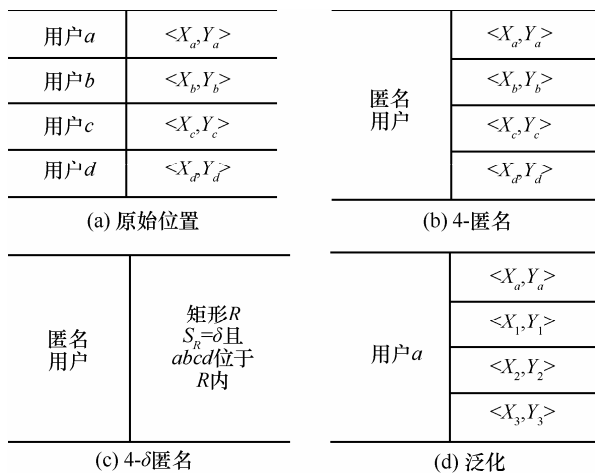 用户a <Xa,Ya>
用户b <Xb,Yb>
用户c <Xc,Yc>
用户d <Xd,Yd>
(a) 原始位置
匿名
用户
<Xa,Ya>
<Xb,Yb>
<Xc,Yc>
<Xd,Yd>
(b) 4-匿名
匿名
用户
矩形R
SR=δ且
abcd位于
R内
(c) 4-δ匿名
用户a
<Xa,Ya>
<X1,Y1>
<X2,Y2>
<X3,Y3>
(d) 泛化